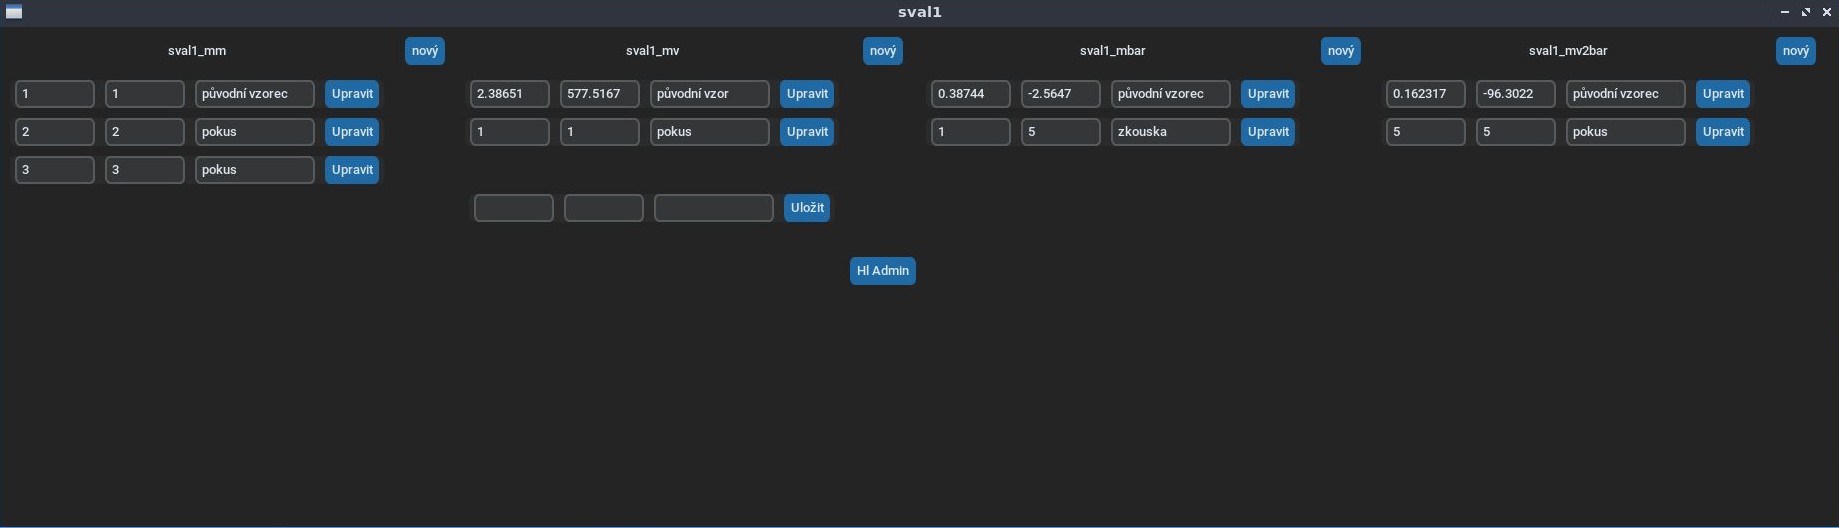 sval1
sval1_mm nový sval1_mv nový sval1_mbar nový sval1_mv2bar nový
1 1 původní vzorec Upravit 2.38651 577.5167 původní vzor Upravit 0.38744 -2.5647 původní vzorec Upravit 0.162317 -96.3022 původní vzorec Upravit
2 2 pokus Upravit 1 1 pokus Upravit 1 5 zkouska Upravit 5 5 pokus Upravit
3 3 pokus Upravit
Uložit
Hl Admin